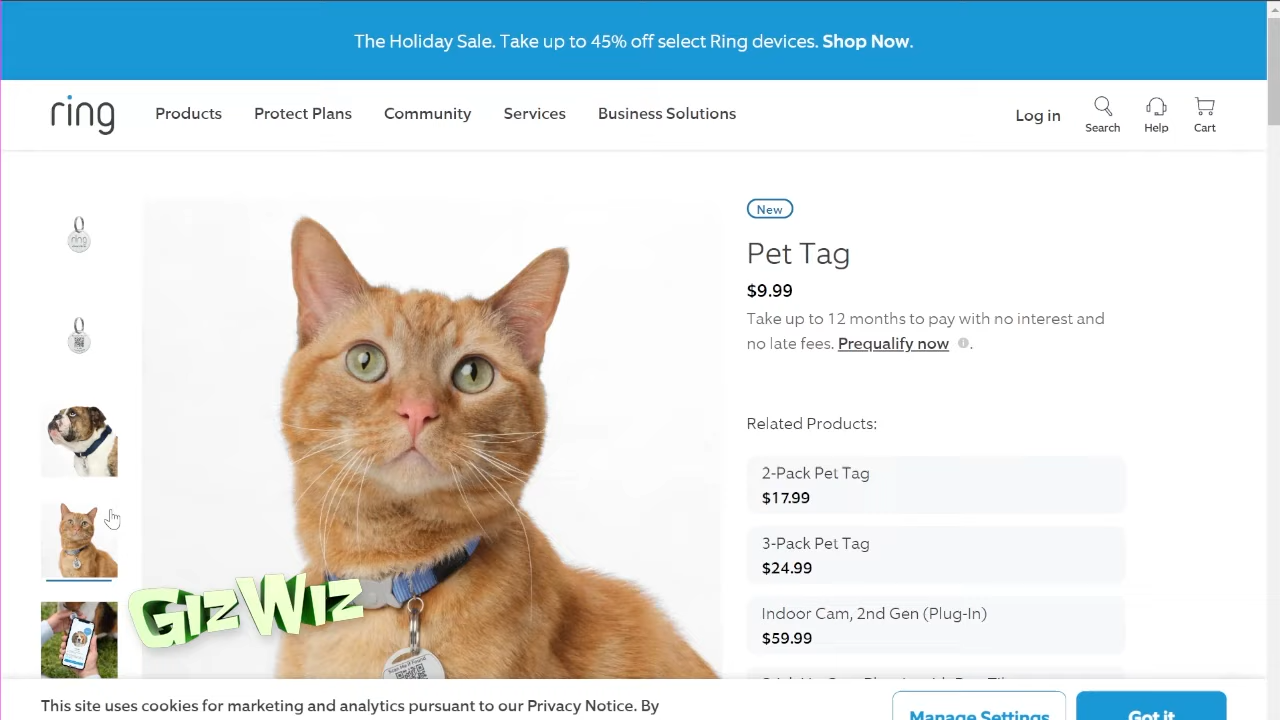 The Holiday Sale. Take up to 45% off select Ring devices. Shop Now.
ring
Products
Protect Plans
Community
Services
Business Solutions
Log in
Search
Help
Cart
New
Pet Tag
$9.99
Take up to 12 months to pay with no interest and
no late fees. Prequalify now
Related Products:
2-Pack Pet Tag
$17.99
3-Pack Pet Tag
$24.99
Indoor Cam, 2nd Gen (Plug-In)
$59.99
GizWiz
Scan Me if Found
This site uses cookies for marketing and analytics pursuant to our Privacy Notice. By
Manage Settings
Got it